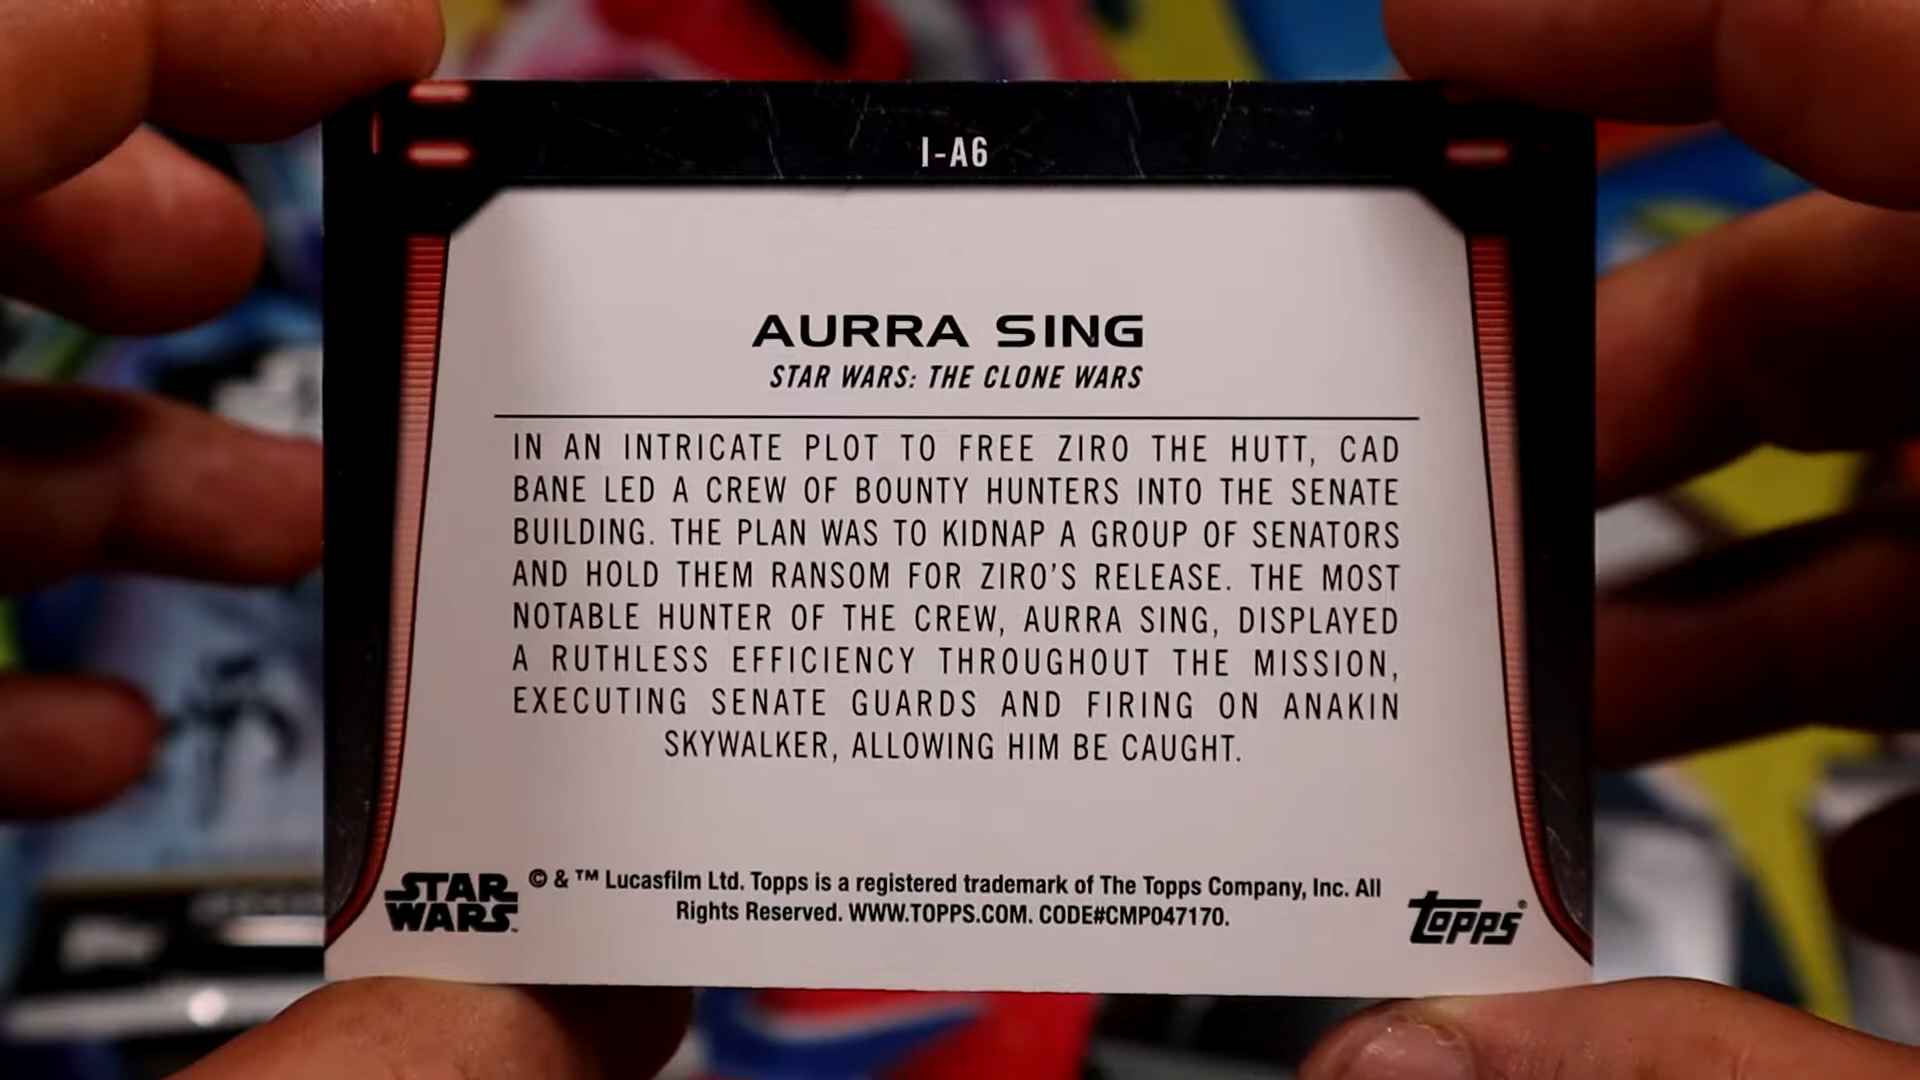 I-A6
AURRA SING
STAR WARS: THE CLONE WARS
IN AN INTRICATE PLOT TO FREE ZIRO THE HUTT, CAD
BANE LED A CREW OF BOUNTY HUNTERS INTO THE SENATE
BUILDING. THE PLAN WAS TO KIDNAP A GROUP OF SENATORS
AND HOLD THEM RANSOM FOR ZIRO'S RELEASE. THE MOST
NOTABLE HUNTER OF THE CREW, AURRA SING, DISPLAYED
A RUTHLESS EFFICIENCY THROUGHOUT THE MISSION,
EXECUTING SENATE GUARDS AND FIRING ON ANAKIN
SKYWALKER, ALLOWING HIM BE CAUGHT.
STAR
WARS
© & ™ Lucasfilm Ltd. Topps is a registered trademark of The Topps Company, Inc. All
Rights Reserved. WWW.TOPPS.COM. CODE#CMP047170.
topps®